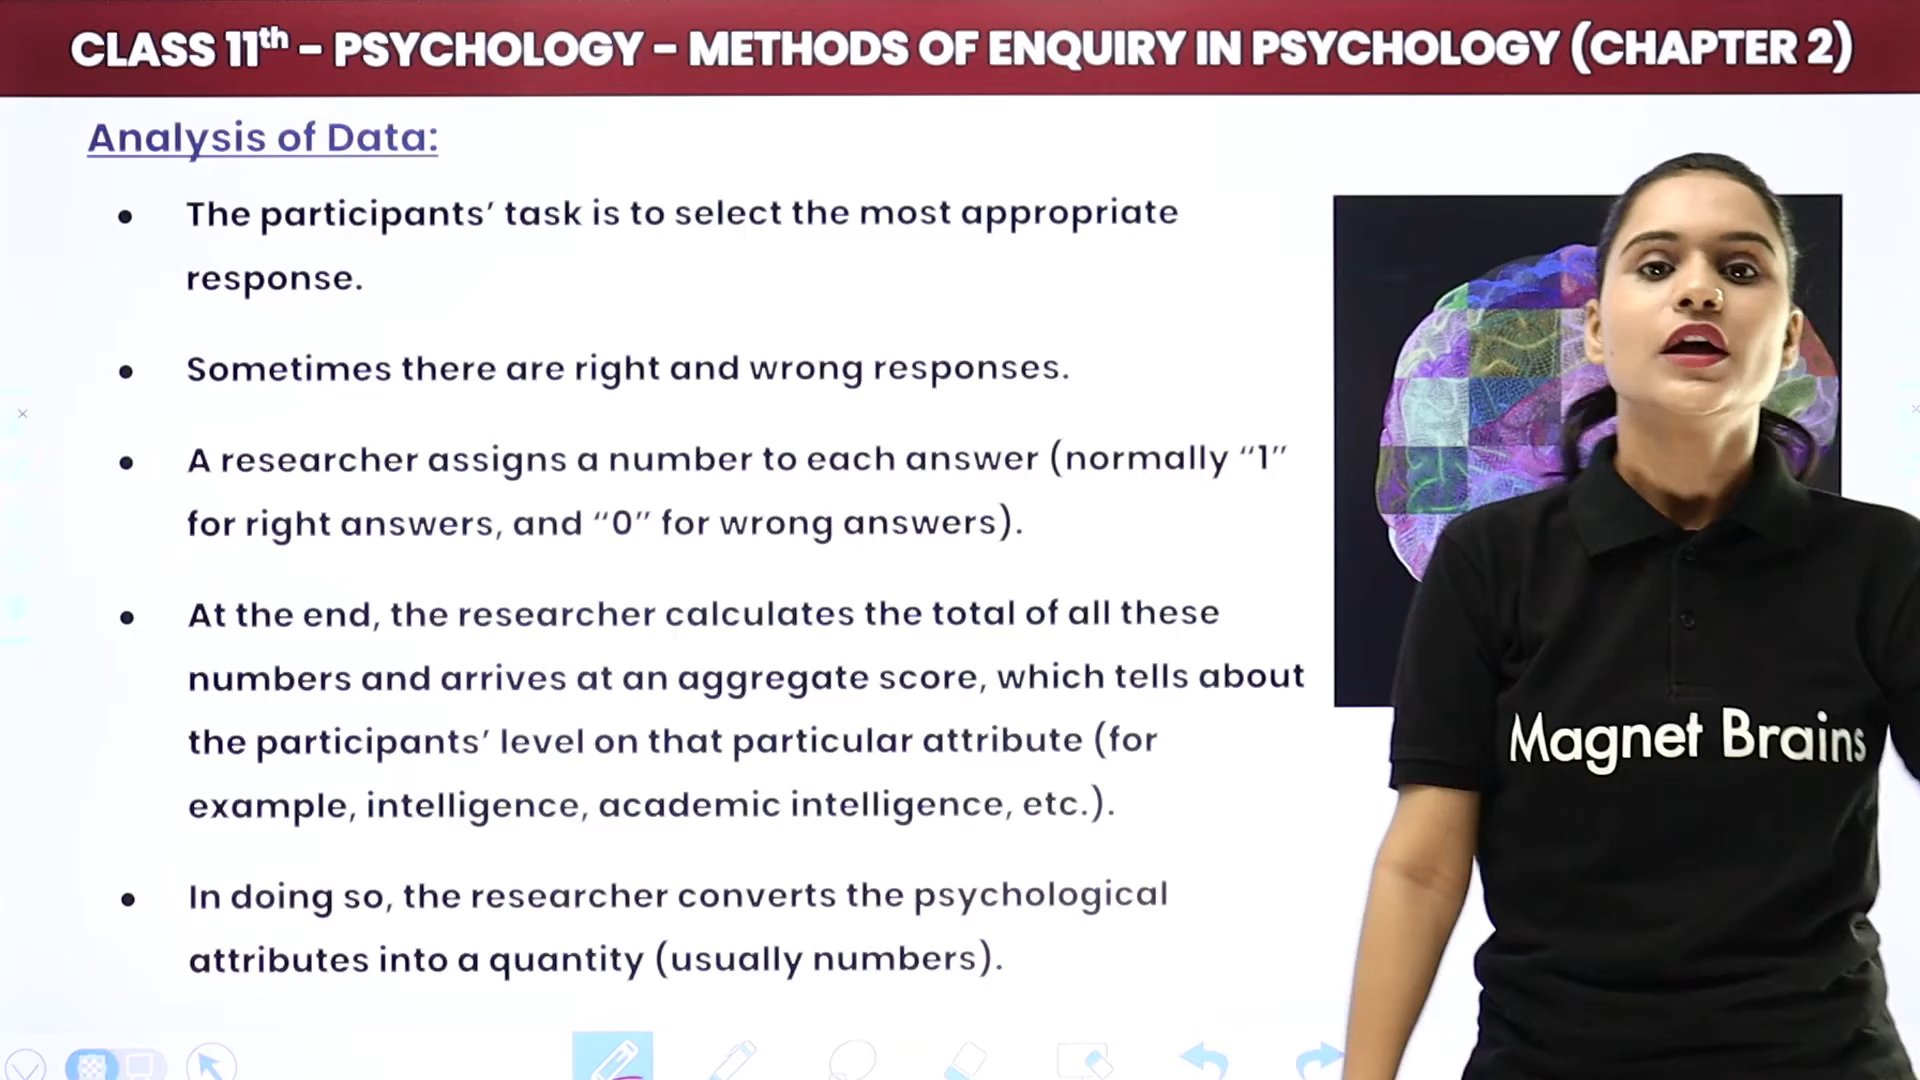 CLASS 11th - PSYCHOLOGY - METHODS OF ENQUIRY IN PSYCHOLOGY (CHAPTER 2)
Analysis of Data:
• The participants' task is to select the most appropriate
response.
• Sometimes there are right and wrong responses.
• A researcher assigns a number to each answer (normally “1”
for right answers, and “0” for wrong answers).
• At the end, the researcher calculates the total of all these
numbers and arrives at an aggregate score, which tells about
the participants' level on that particular attribute (for
example, intelligence, academic intelligence, etc.).
• In doing so, the researcher converts the psychological
attributes into a quantity (usually numbers).
Magnet Brains